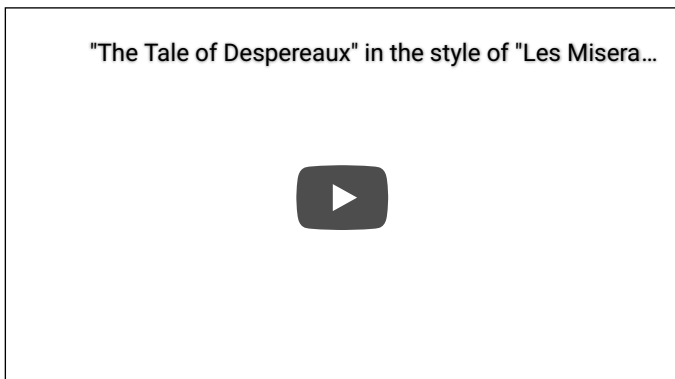 "The Tale of Despereaux" in the style of "Les Misera...